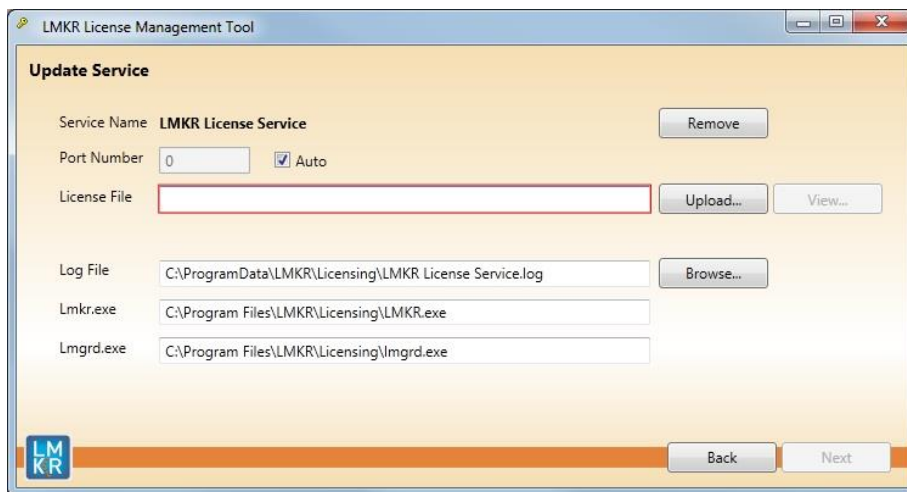 LMKR License Management Tool
Update Service
Service Name LMKR License Service Remove
Port Number 0 Auto
License File Upload... View...
Log File C:\ProgramData\LMKR\Licensing\LMKR License Service.log Browse...
Lmkr.exe C:\Program Files\LMKR\Licensing\LMKR.exe
Lmgrd.exe C:\Program Files\LMKR\Licensing\lmgrd.exe
LM
KR
Back Next